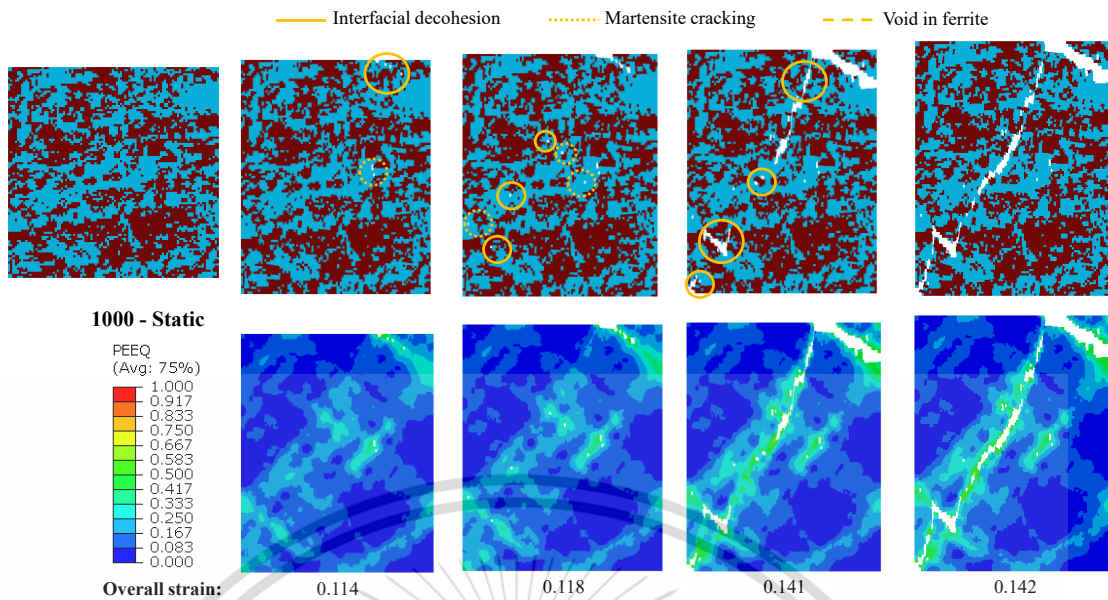 Interfacial decohesion Martensite cracking Void in ferrite
1000 - Static
PEEQ
(Avg: 75%)
1.000
0.917
0.833
0.750
0.667
0.583
0.500
0.417
0.333
0.250
0.167
0.083
0.000
Overall strain: 0.114 0.118 0.141 0.142